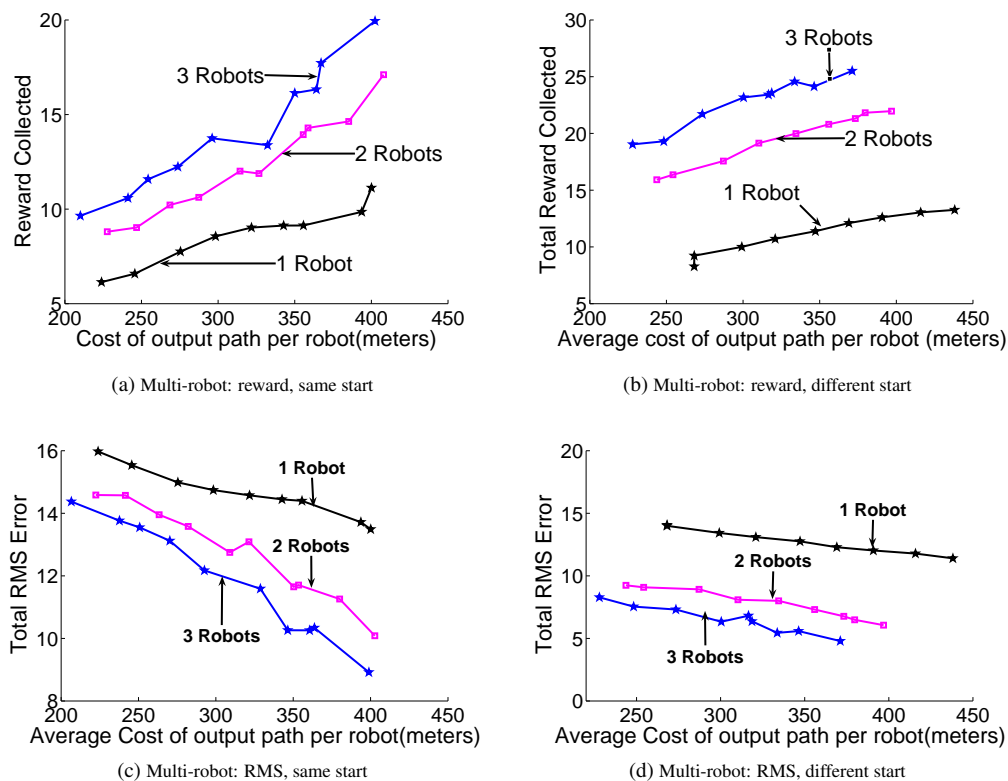 20
15
10
5
200
250
300
350
400
450
Reward Collected
Cost of output path per robot(meters)
3 Robots
2 Robots
1 Robot
(a) Multi-robot: reward, same start
30
25
20
15
10
5
250
300
350
400
450
Total Reward Collected
Average cost of output path per robot (meters)
3 Robots
2 Robots
1 Robot
(b) Multi-robot: reward, different start
16
14
12
10
8
200
250
300
350
400
450
Total RMS Error
Average Cost of output path per robot(meters)
1 Robot
2 Robots
3 Robots
(c) Multi-robot: RMS, same start
20
15
10
5
0
250
300
350
400
450
Total RMS Error
Average Cost of output path per robot(meters)
1 Robot
2 Robots
3 Robots
(d) Multi-robot: RMS, different start